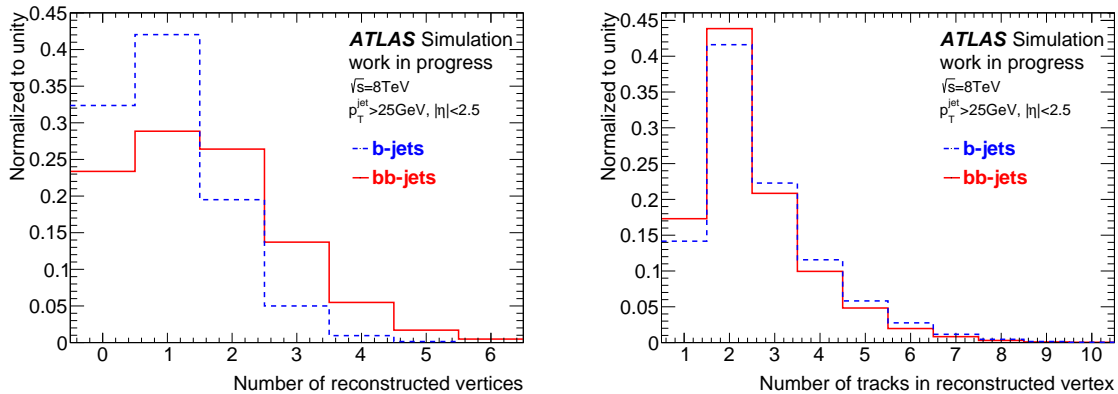 Normalized to unity
0.45
0.4
0.35
0.3
0.25
0.2
0.15
0.1
0.05
0
ATLAS Simulation
work in progress
√s=8TeV
p_T^jet>25GeV, |η|<2.5
b-jets
bb-jets
0 1 2 3 4 5 6
Number of reconstructed vertices
Normalized to unity
0.45
0.4
0.35
0.3
0.25
0.2
0.15
0.1
0.05
0
ATLAS Simulation
work in progress
√s=8TeV
p_T^jet>25GeV, |η|<2.5
b-jets
bb-jets
1 2 3 4 5 6 7 8 9 10
Number of tracks in reconstructed vertex